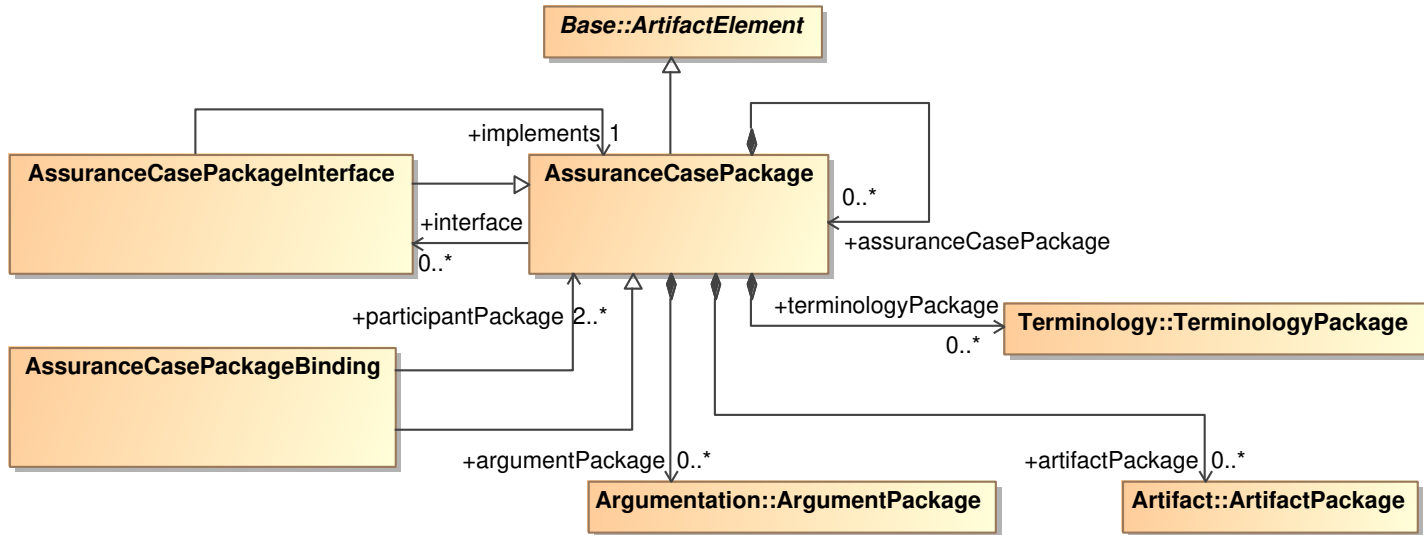 Base::ArtifactElement
+implements 1
AssuranceCasePackageInterface
AssuranceCasePackage
0..*
+interface
+assuranceCasePackage
0..*
+terminologyPackage
+participantPackage 2..*
Terminology::TerminologyPackage
0..*
AssuranceCasePackageBinding
+argumentPackage 0..*
+artifactPackage 0..*
Argumentation::ArgumentPackage
Artifact::ArtifactPackage